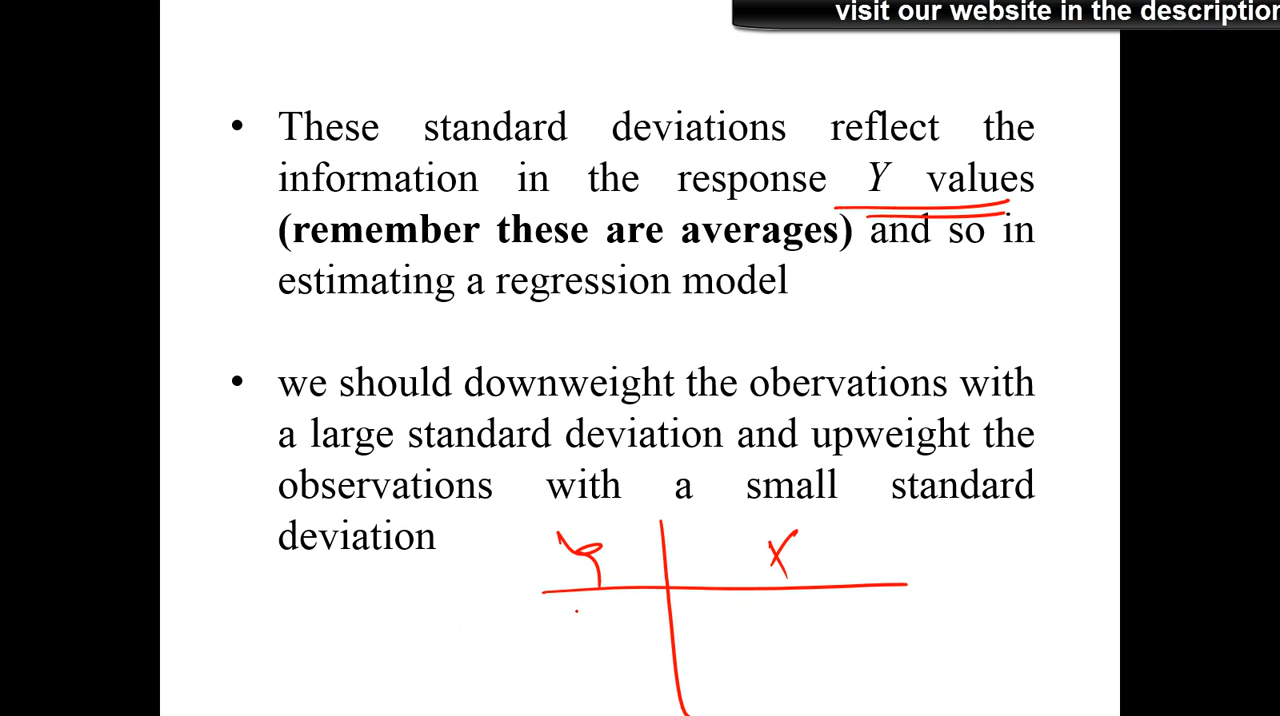 visit our website in the description
• These standard deviations reflect the
information in the response Y values
(remember these are averages) and so in
estimating a regression model
• we should downweight the obervations with
a large standard deviation and upweight the
observations with a small standard
deviation
y x